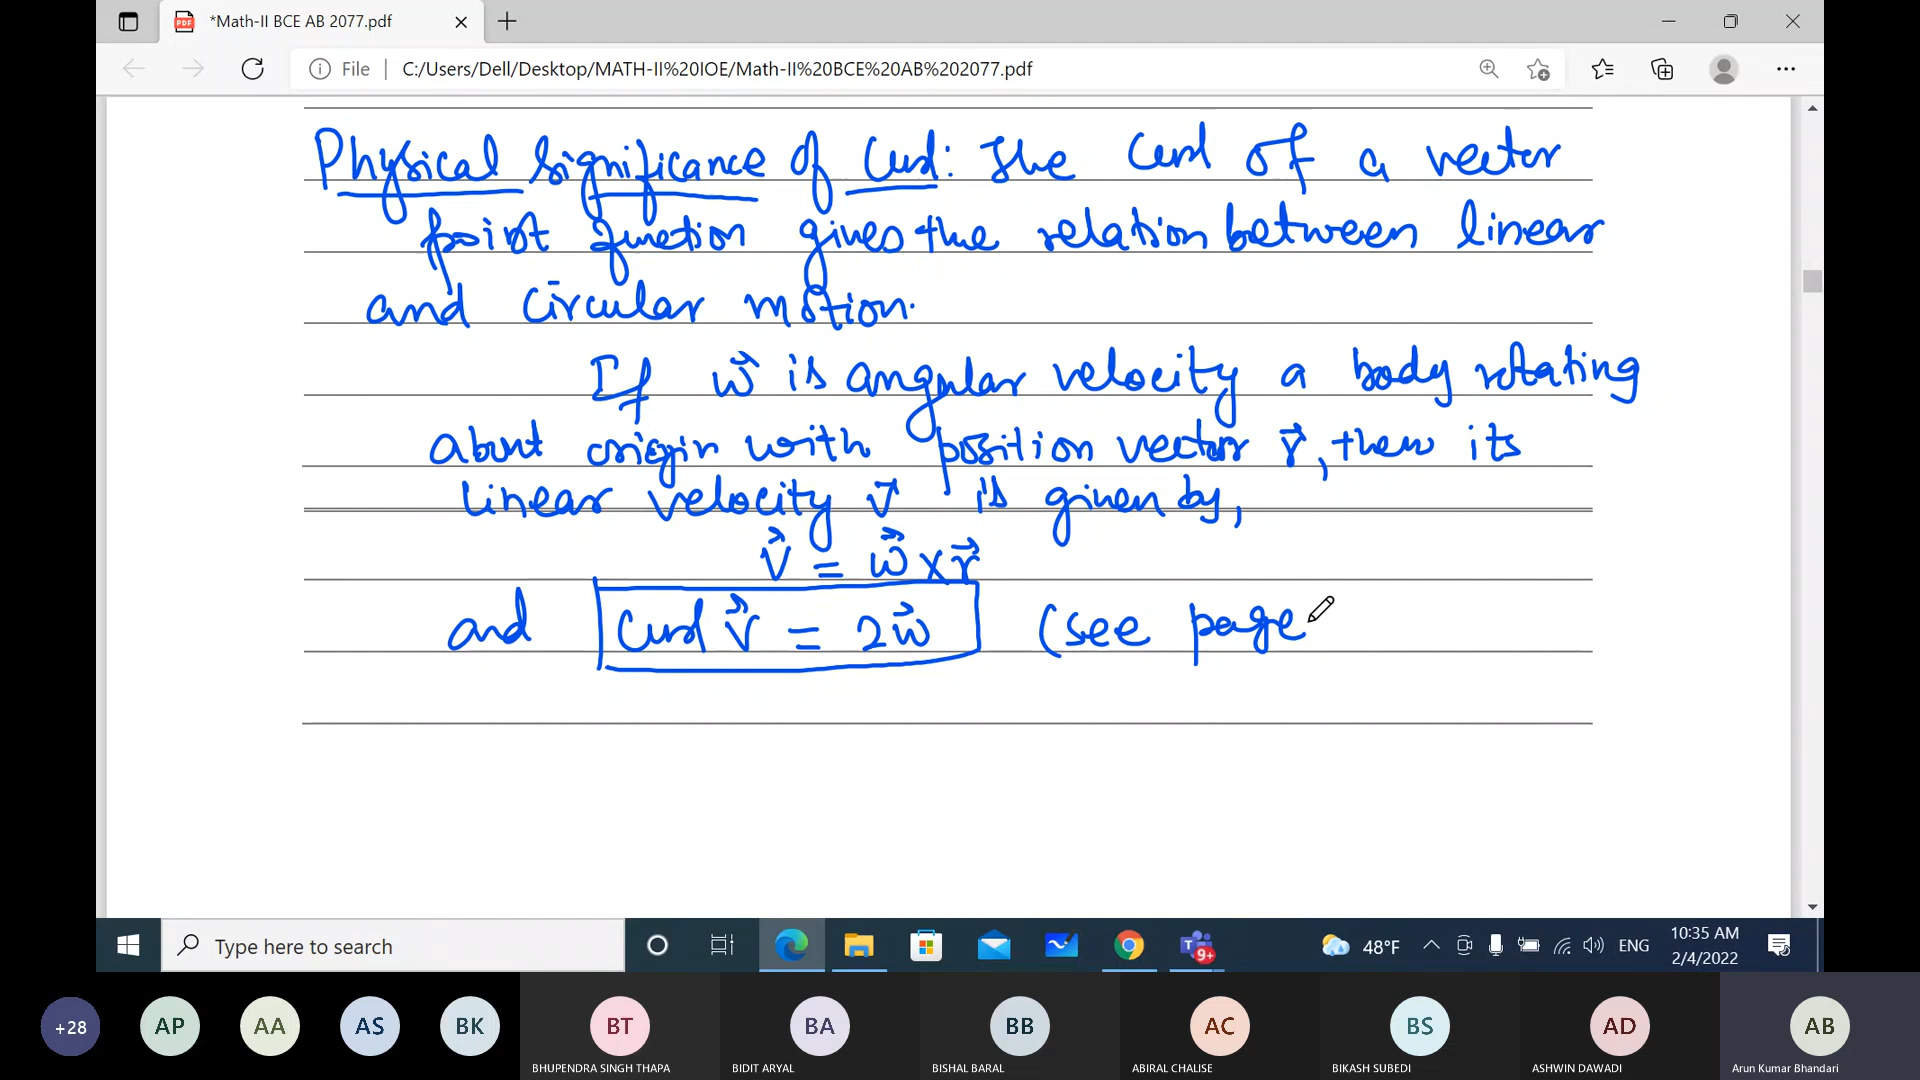 *Math-II BCE AB 2077.pdf
File C:/Users/Dell/Desktop/MATH-II%20IOE/Math-II%20BCE%20AB%202077.pdf
Physical significance of Curl: The Curl of a vector
point function gives the relation between linear
and circular motion.
If w⃗ is angular velocity a body rotating
about origin with position vector r⃗, then its
linear velocity v⃗ is given by,
v⃗ = w⃗ × r⃗
and Curl v⃗ = 2w⃗ (see page
Type here to search
48°F ENG 10:35 AM
2/4/2022
9+
+28 AP AA AS BK BT BA BB AC BS AD AB
BHUPENDRA SINGH THAPA BIDIT ARYAL BISHAL BARAL ABIRAL CHALISE BIKASH SUBEDI ASHWIN DAWADI Arun Kumar Bhandari